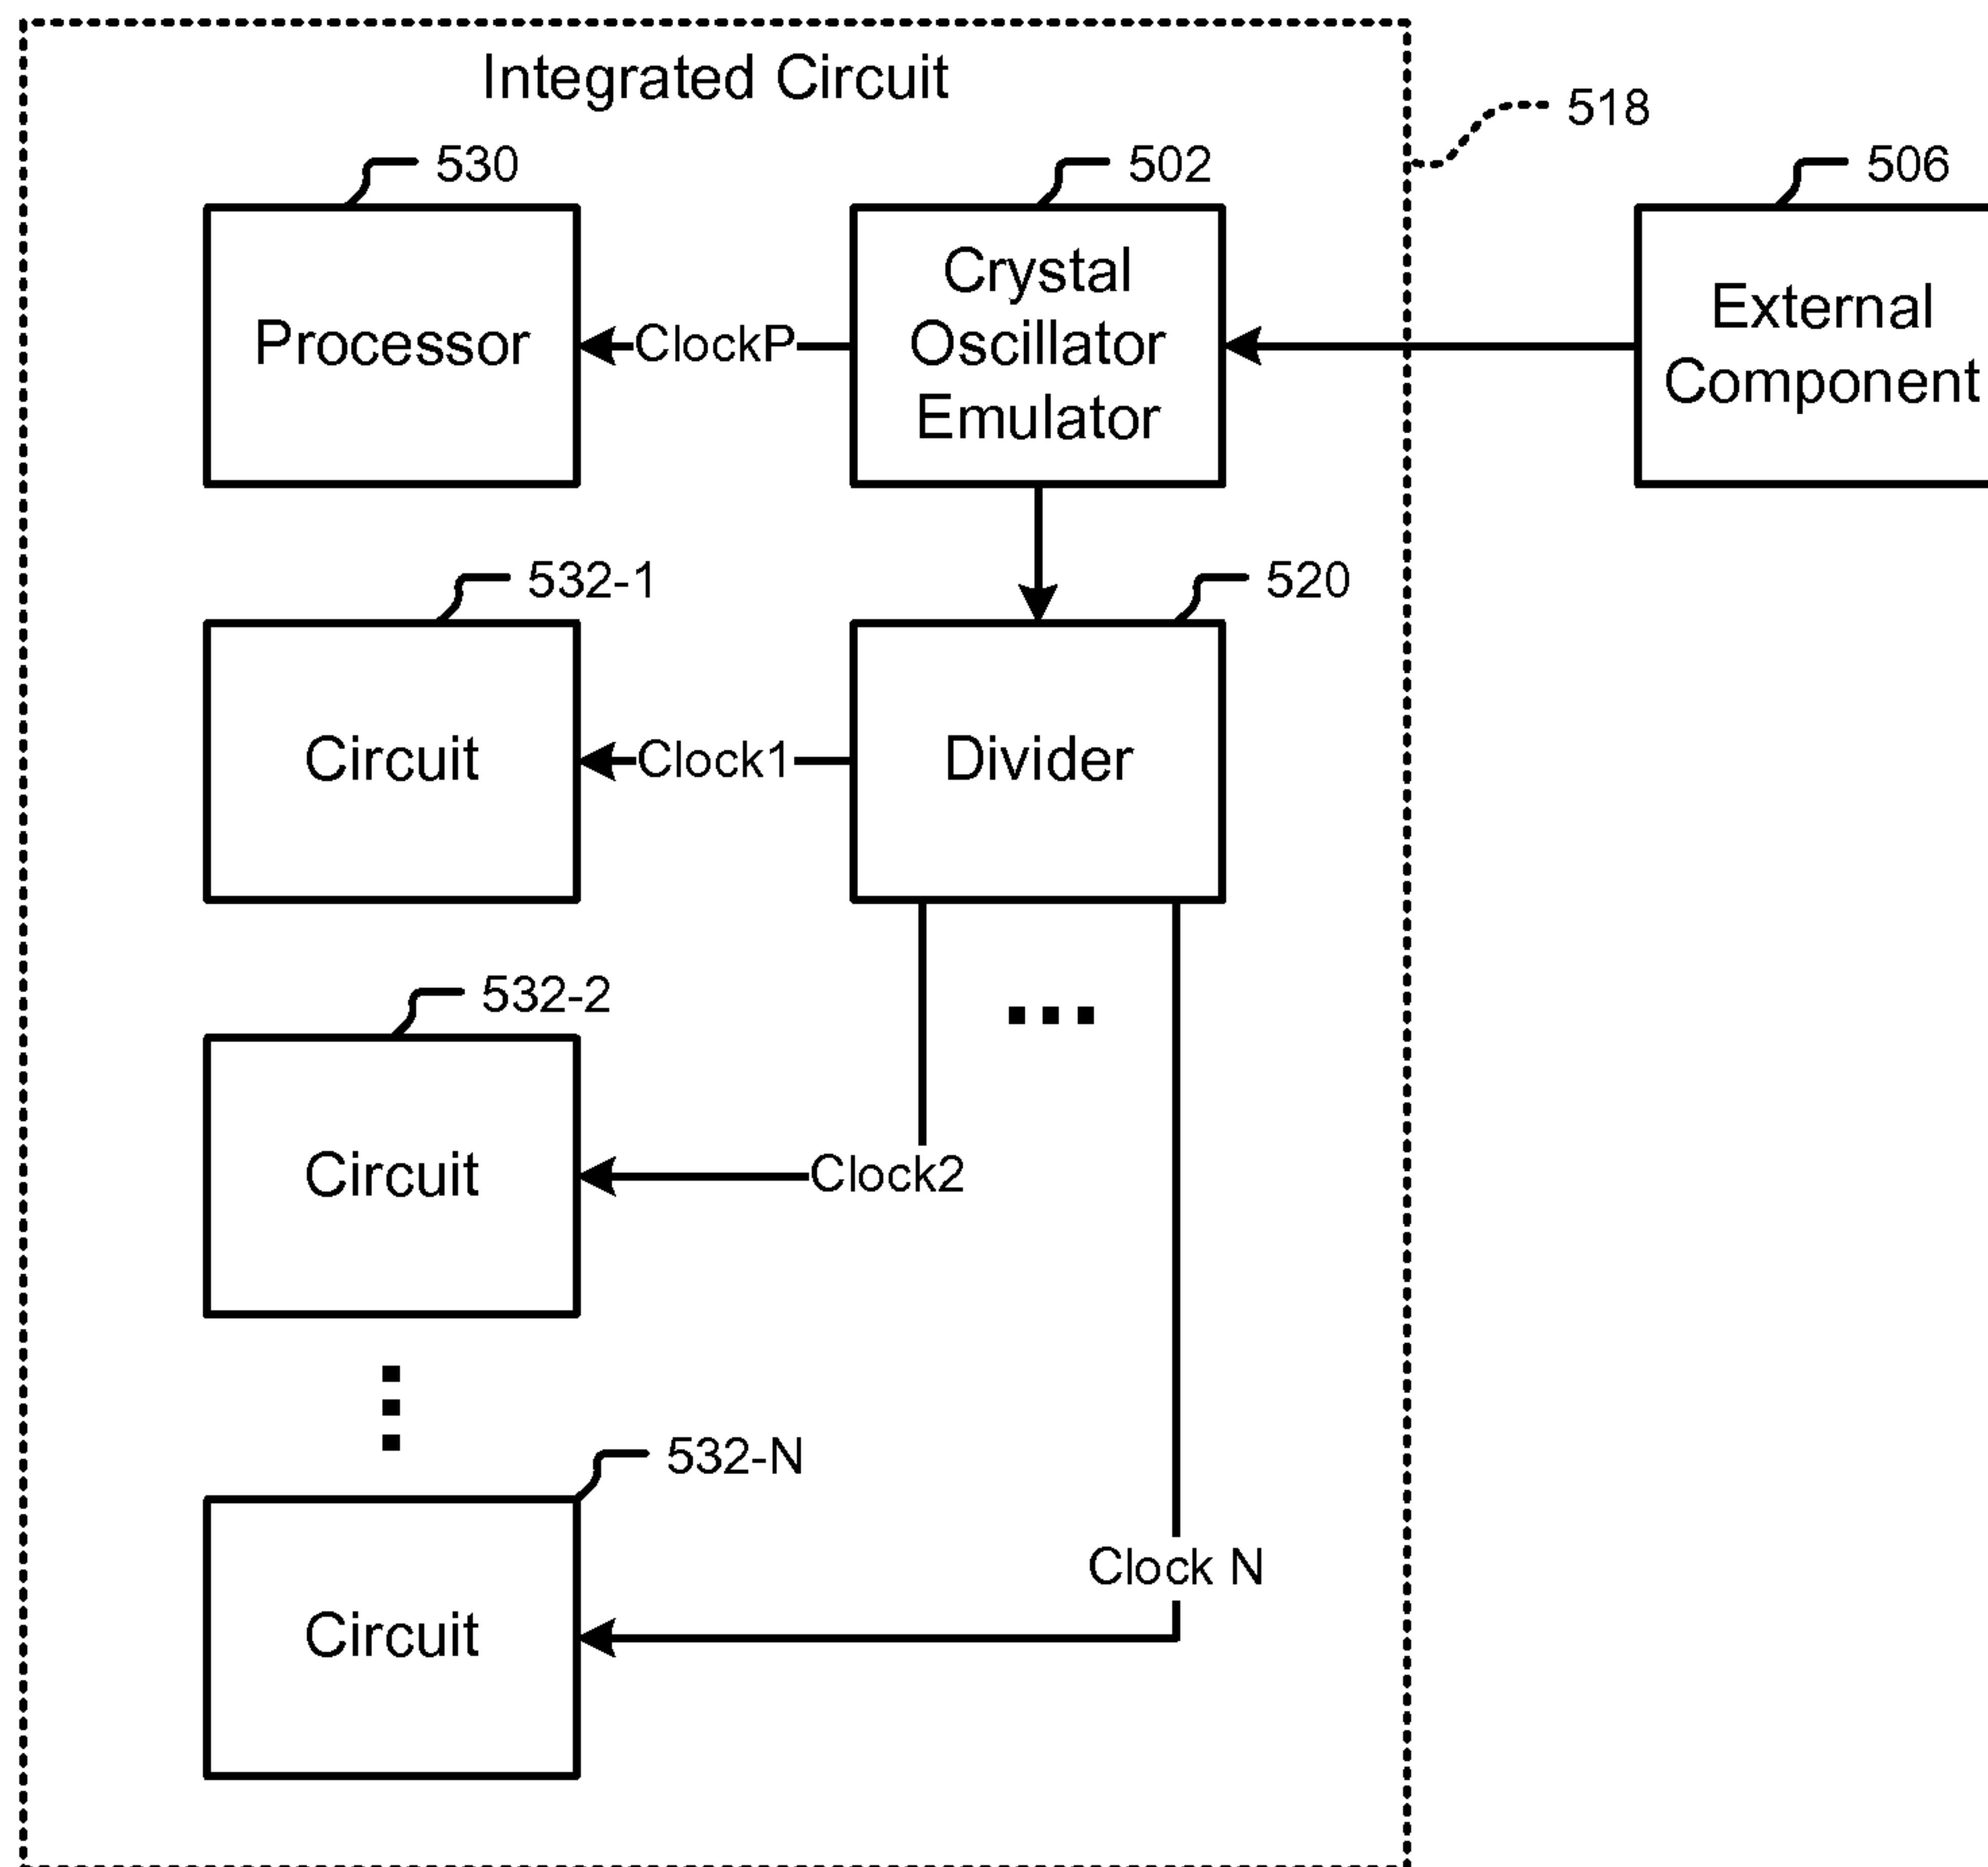 Integrated Circuit
518
530
502
506
Processor
ClockP
Crystal
Oscillator
Emulator
External
Component
532-1
520
Circuit
Clock1
Divider
532-2
Circuit
Clock2
532-N
Clock N
Circuit